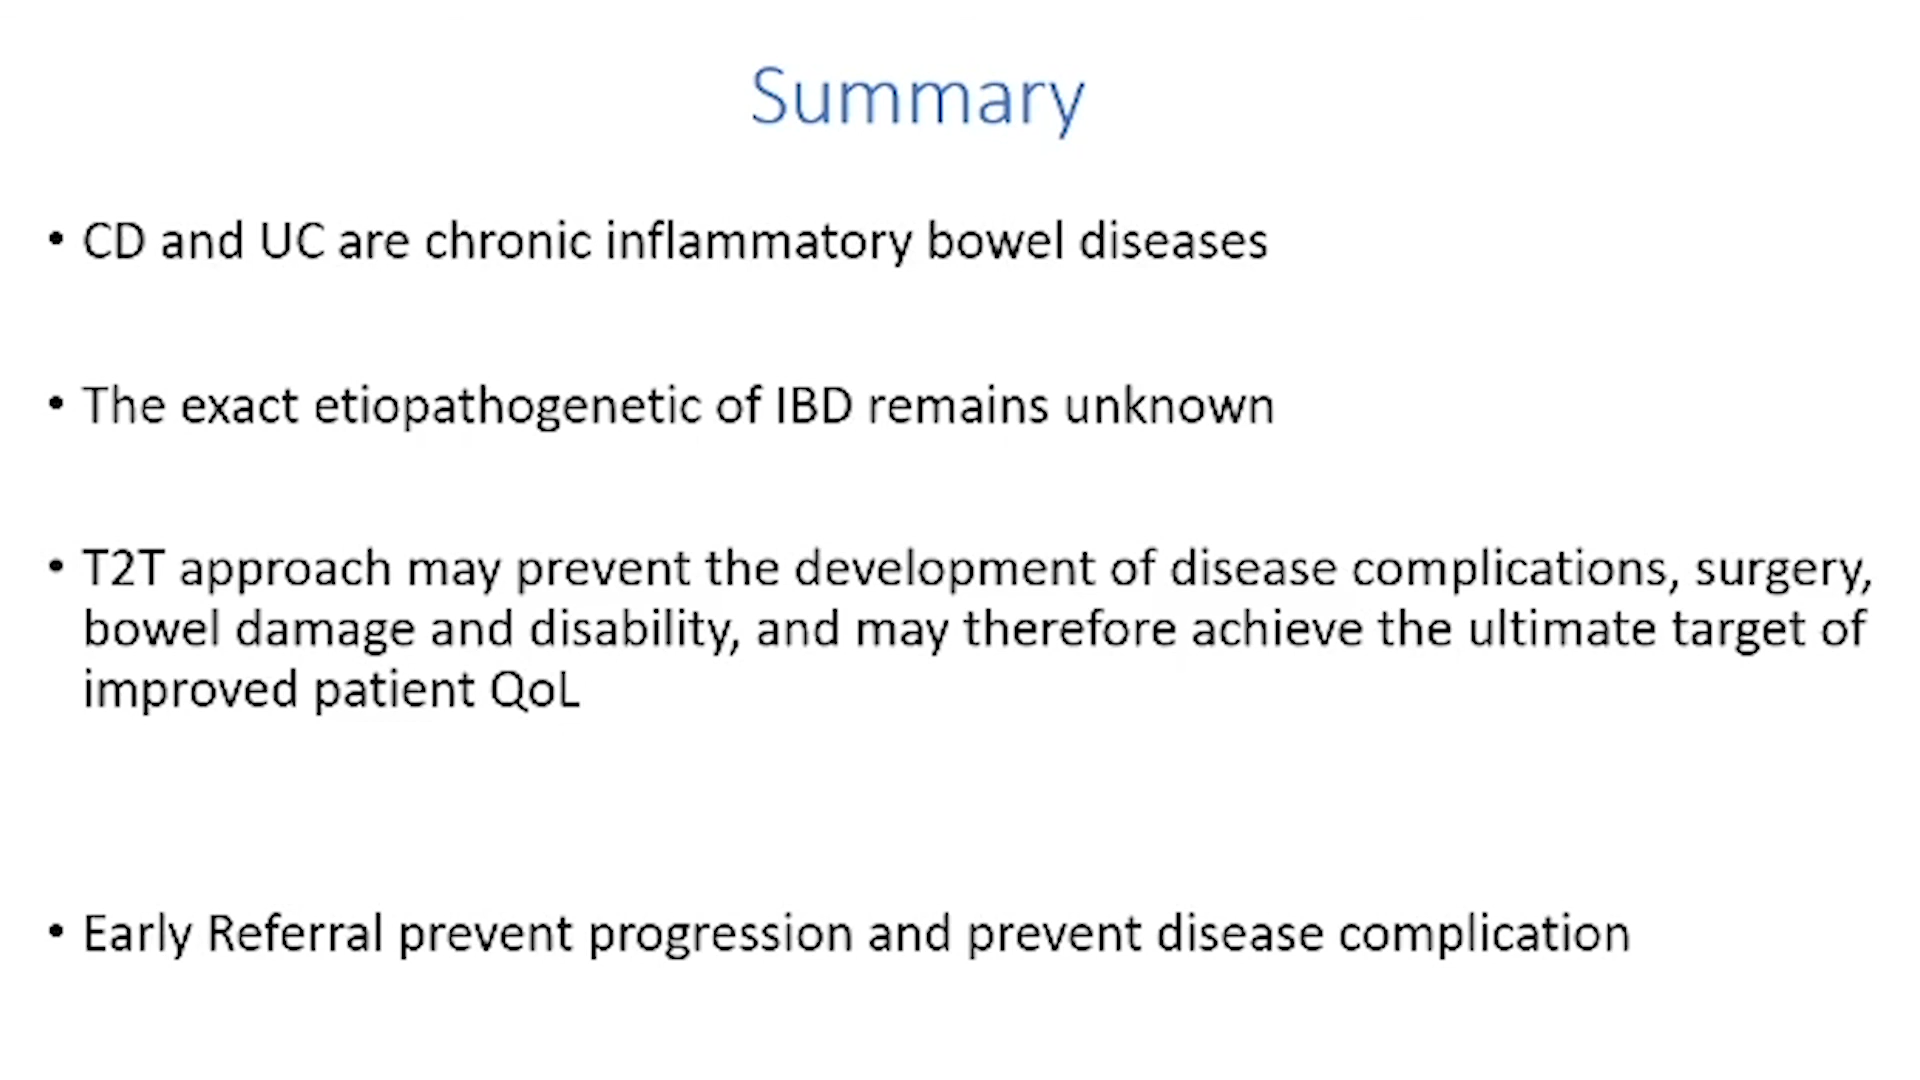 Summary
• CD and UC are chronic inflammatory bowel diseases
• The exact etiopathogenetic of IBD remains unknown
• T2T approach may prevent the development of disease complications, surgery,
bowel damage and disability, and may therefore achieve the ultimate target of
improved patient QoL
• Early Referral prevent progression and prevent disease complication